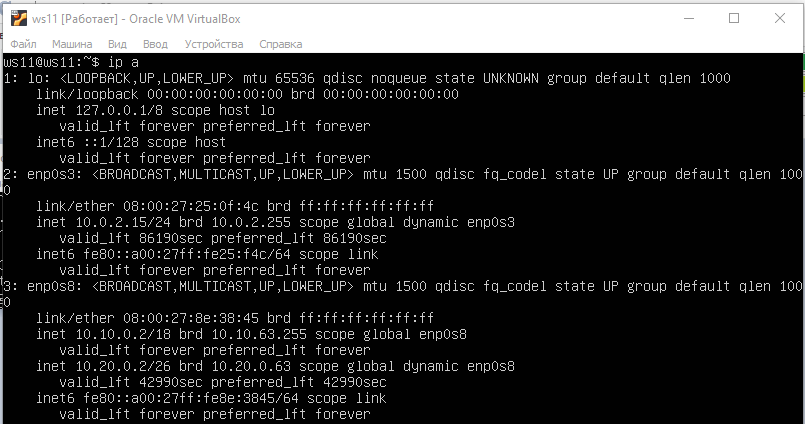 ws11 [Работает] - Oracle VM VirtualBox
Файл Машина Вид Ввод Устройства Справка
ws11@ws11:~$ ip a
1: lo: <LOOPBACK,UP,LOWER_UP> mtu 65536 qdisc noqueue state UNKNOWN group default qlen 1000
    link/loopback 00:00:00:00:00:00 brd 00:00:00:00:00:00
    inet 127.0.0.1/8 scope host lo
       valid_lft forever preferred_lft forever
    inet6 ::1/128 scope host
       valid_lft forever preferred_lft forever
2: enp0s3: <BROADCAST,MULTICAST,UP,LOWER_UP> mtu 1500 qdisc fq_codel state UP group default qlen 100
0
    link/ether 08:00:27:25:0f:4c brd ff:ff:ff:ff:ff:ff
    inet 10.0.2.15/24 brd 10.0.2.255 scope global dynamic enp0s3
       valid_lft 86190sec preferred_lft 86190sec
    inet6 fe80::a00:27ff:fe25:f4c/64 scope link
       valid_lft forever preferred_lft forever
3: enp0s8: <BROADCAST,MULTICAST,UP,LOWER_UP> mtu 1500 qdisc fq_codel state UP group default qlen 100
0
    link/ether 08:00:27:8e:38:45 brd ff:ff:ff:ff:ff:ff
    inet 10.10.0.2/18 brd 10.10.63.255 scope global enp0s8
       valid_lft forever preferred_lft forever
    inet 10.20.0.2/26 brd 10.20.0.63 scope global dynamic enp0s8
       valid_lft 42990sec preferred_lft 42990sec
    inet6 fe80::a00:27ff:fe8e:3845/64 scope link
       valid_lft forever preferred_lft forever